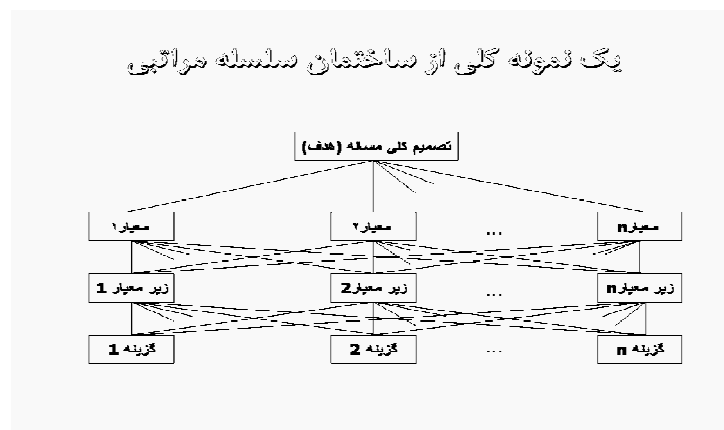 یک نمونه کلی از ساختمان سلسله مراتبی
تصمیم کلی مساله (هدف)
معیار۱ معیار۲ ... معیارn
زیر معیار 1 زیر معیار2 ... زیر معیارn
گزینه 1 گزینه 2 ... گزینه n